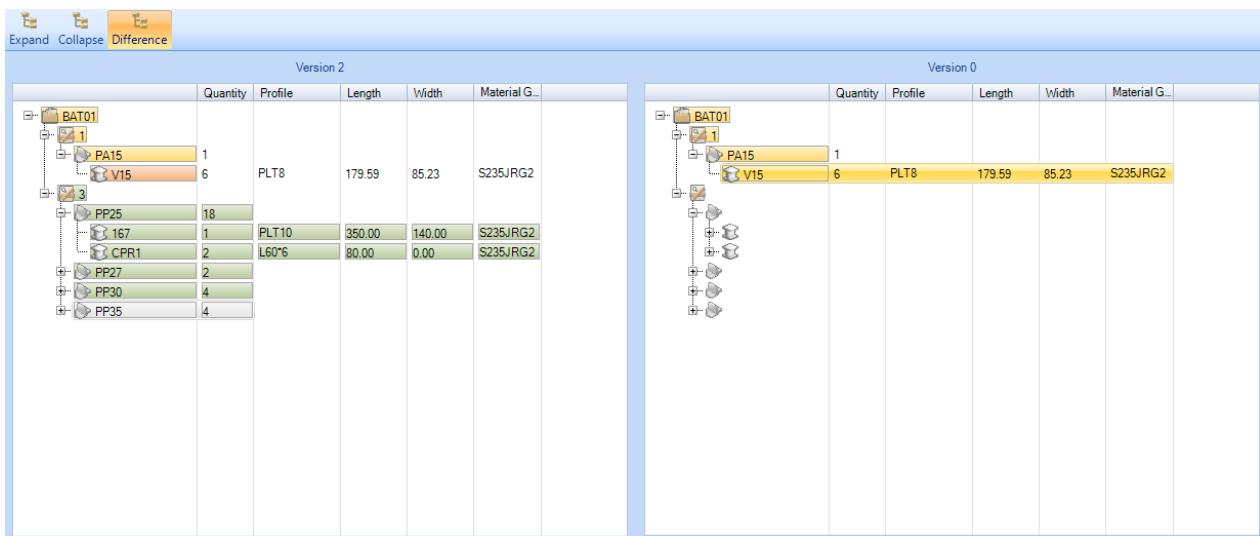 Expand Collapse Difference
Version 2
Quantity Profile Length Width Material G...
BAT01
1
PA15 1
V15 6 PLT8 179.59 85.23 S235JRG2
3
PP25 18
167 1 PLT10 350.00 140.00 S235JRG2
CPR1 2 L60*6 80.00 0.00 S235JRG2
PP27 2
PP30 4
PP35 4
Version 0
Quantity Profile Length Width Material G...
BAT01
1
PA15 1
V15 6 PLT8 179.59 85.23 S235JRG2